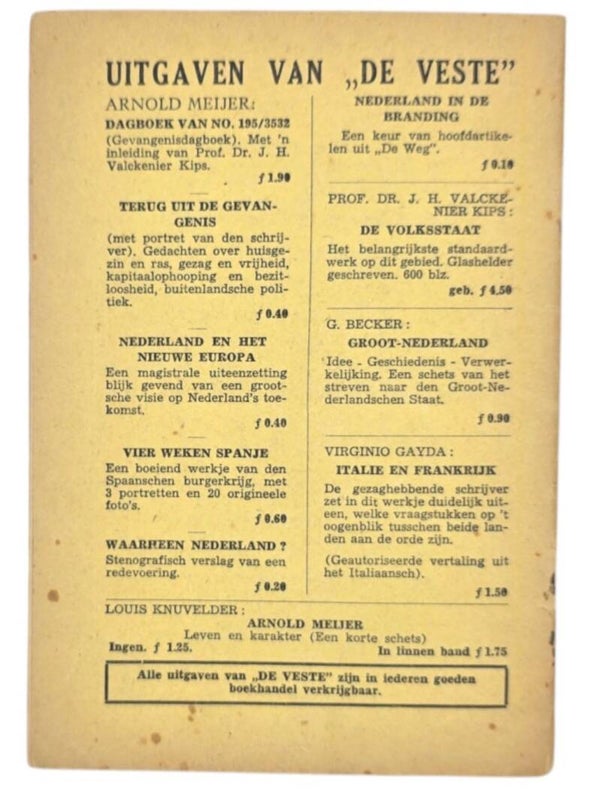 UITGAVEN VAN „DE VESTE”
ARNOLD MEIJER:
DAGBOEK VAN NO. 195/3532
(Gevangenisdagboek). Met 'n
inleiding van Prof. Dr. J. H.
Valckenier Kips.
ƒ 1.90
TERUG UIT DE GEVAN-
GENIS
(met portret van den schrij-
ver). Gedachten over huisge-
zin en ras, gezag en vrijheid,
kapitaalophooping en bezit-
loosheid, buitenlandsche poli-
tiek.
ƒ 0.40
NEDERLAND EN HET
NIEUWE EUROPA
Een magistrale uiteenzetting
blijk gevend van een groot-
sche visie op Nederland's toe-
komst.
ƒ 0.40
VIER WEKEN SPANJE
Een boeiend werkje van den
Spaanschen burgerkrijg, met
3 portretten en 20 origineele
foto's.
ƒ 0.60
WAARHEEN NEDERLAND ?
Stenografisch verslag van een
redevoering.
ƒ 0.20
NEDERLAND IN DE
BRANDING
Een keur van hoofdartike-
len uit „De Weg”.
ƒ 0.10
PROF. DR. J. H. VALCKE-
NIER KIPS :
DE VOLKSSTAAT
Het belangrijkste standaard-
werk op dit gebied. Glashelder
geschreven. 600 blz.
geb. ƒ 4.50
G. BECKER :
GROOT-NEDERLAND
Idee - Geschiedenis - Verwer-
kelijking. Een schets van het
streven naar den Groot-Ne-
derlandschen Staat.
ƒ 0.90
VIRGINIO GAYDA :
ITALIE EN FRANKRIJK
De gezaghebbende schrijver
zet in dit werkje duidelijk uit-
een, welke vraagstukken op 't
oogenblik tusschen beide lan-
den aan de orde zijn.
(Geautoriseerde vertaling uit
het Italiaansch).
ƒ 1.50
LOUIS KNUVELDER :
ARNOLD MEIJER
Leven en karakter (Een korte schets)
Ingen. ƒ 1.25. In linnen band ƒ 1.75
Alle uitgaven van „DE VESTE” zijn in iederen goeden
boekhandel verkrijgbaar.